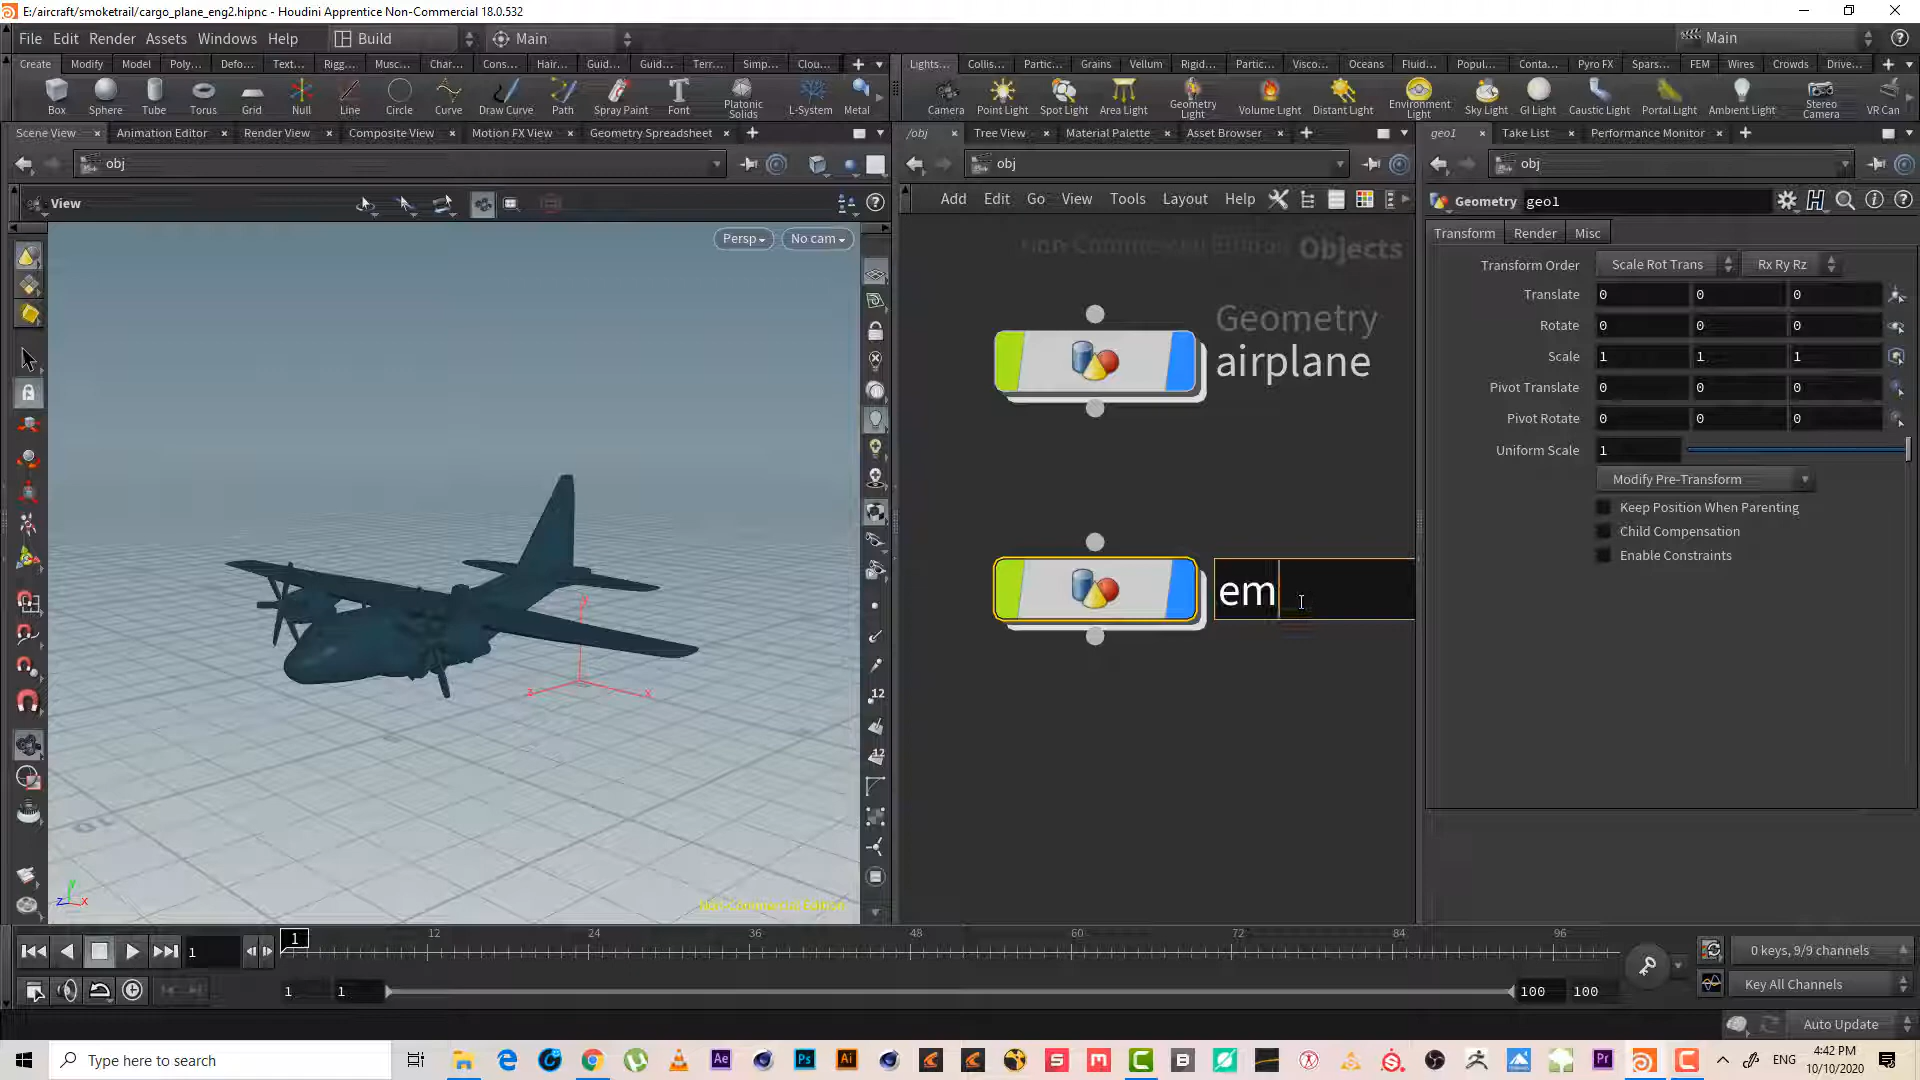 E:/aircraft/smoketrail/cargo_plane_eng2.hipnc - Houdini Apprentice Non-Commercial 18.0.532
File Edit Render Assets Windows Help Build Main Main
Create Modify Model Poly... Defo... Text... Rigg... Musc... Char... Cons... Hair... Guid... Guid... Terr... Simp... Clou...
Box Sphere Tube Torus Grid Null Line Circle Curve Draw Curve Path Spray Paint Font Platonic Solids L-System Metal
Lights... Collis... Partic... Grains Vellum Rigid... Partic... Visco... Oceans Fluid... Popul... Conta... Pyro FX Spars... FEM Wires Crowds Drive...
Camera Point Light Spot Light Area Light Geometry Light Volume Light Distant Light Environment Light Sky Light GI Light Caustic Light Portal Light Ambient Light Stereo Camera VR Can
Scene View Animation Editor Render View Composite View Motion FX View Geometry Spreadsheet
/obj Tree View Material Palette Asset Browser
geo1 Take List Performance Monitor
obj
obj
obj
View
Add Edit Go View Tools Layout Help
Geometry geo1
Persp No cam
Non Commercial Edition Objects
Geometry
airplane
em
Transform Render Misc
Transform Order Scale Rot Trans Rx Ry Rz
Translate 0 0 0
Rotate 0 0 0
Scale 1 1 1
Pivot Translate 0 0 0
Pivot Rotate 0 0 0
Uniform Scale 1
Modify Pre-Transform
Keep Position When Parenting
Child Compensation
Enable Constraints
y
z x
10
12
12
y
z x
Non-Commercial Edition
1 1 12 24 36 48 60 72 84 96
0 keys, 9/9 channels
1 1 100 100
Key All Channels
Auto Update
Type here to search
ENG
4:42 PM
10/10/2020